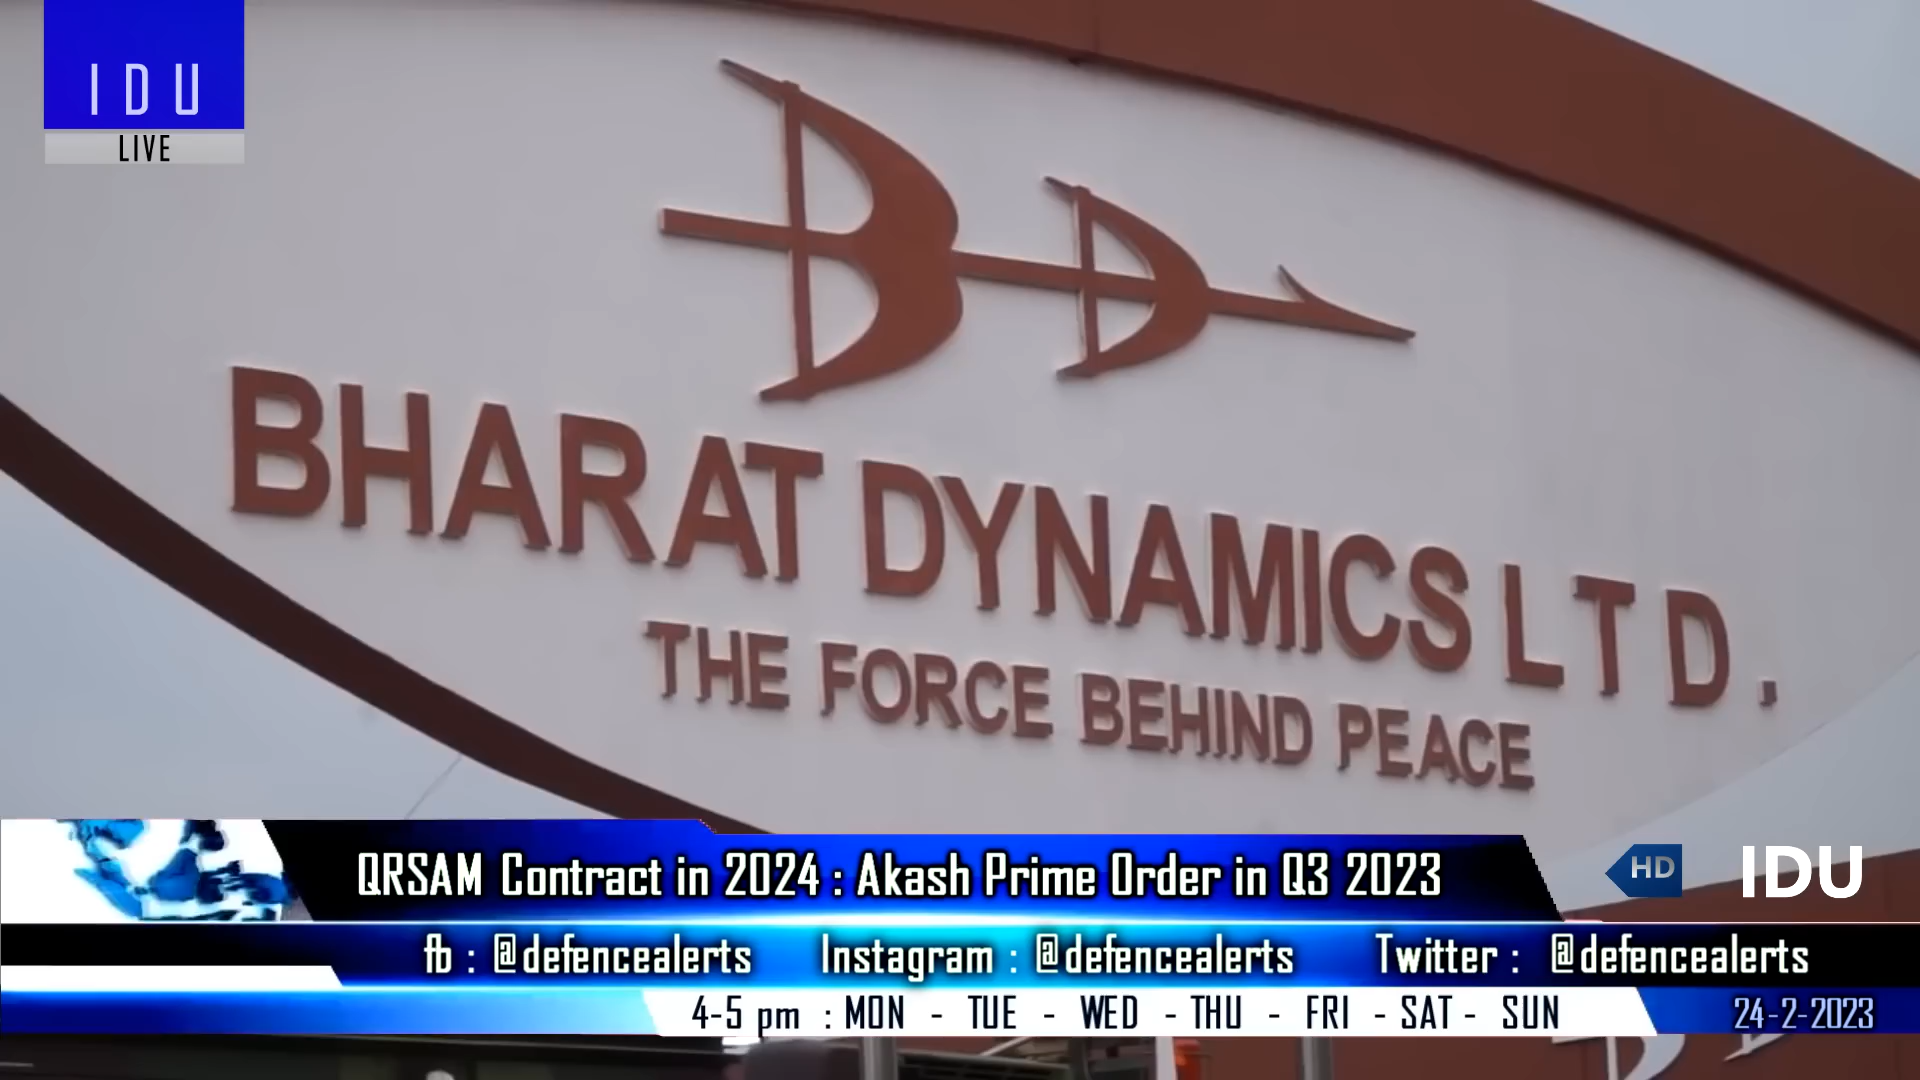 IDU
LIVE
BHARAT DYNAMICS LTD.
THE FORCE BEHIND PEACE
QRSAM Contract in 2024 : Akash Prime Order in Q3 2023
HD
IDU
fb : @defencealerts Instagram : @defencealerts Twitter : @defencealerts
4-5 pm : MON - TUE - WED - THU - FRI - SAT - SUN
24-2-2023